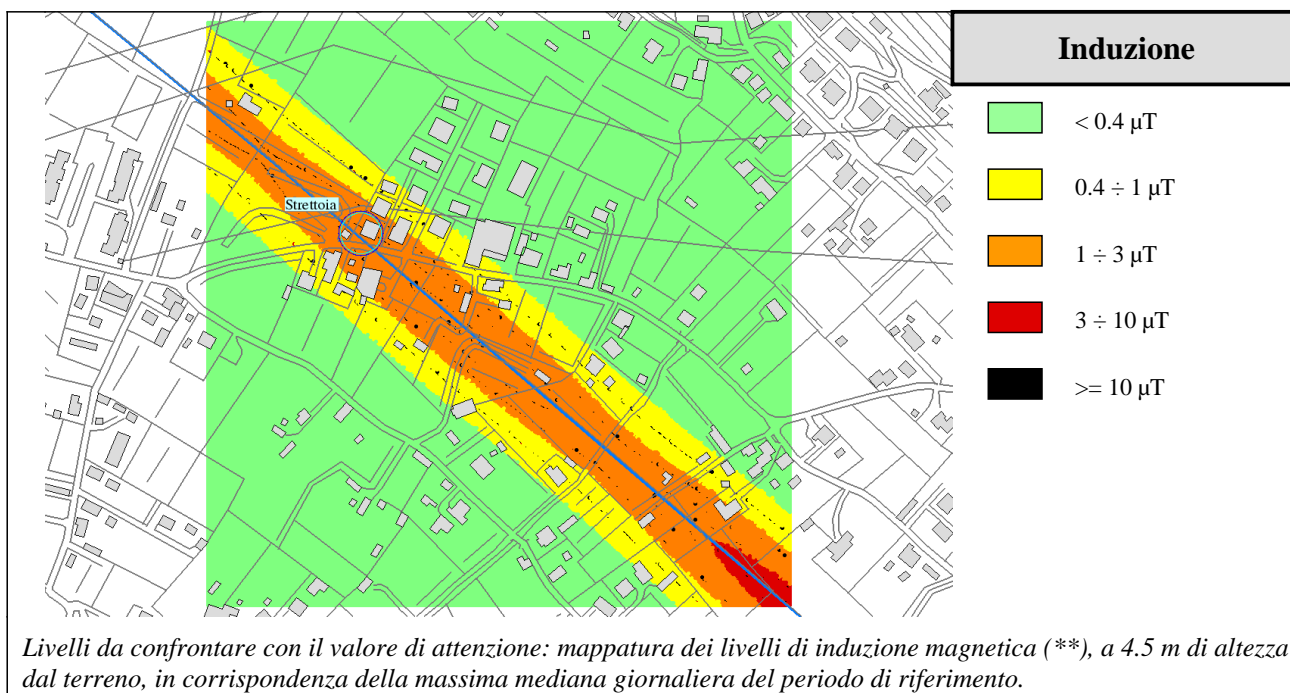 Induzione
< 0.4 µT
0.4 ÷ 1 µT
1 ÷ 3 µT
3 ÷ 10 µT
>= 10 µT
Strettoia
Livelli da confrontare con il valore di attenzione: mappatura dei livelli di induzione magnetica (**), a 4.5 m di altezza
dal terreno, in corrispondenza della massima mediana giornaliera del periodo di riferimento.